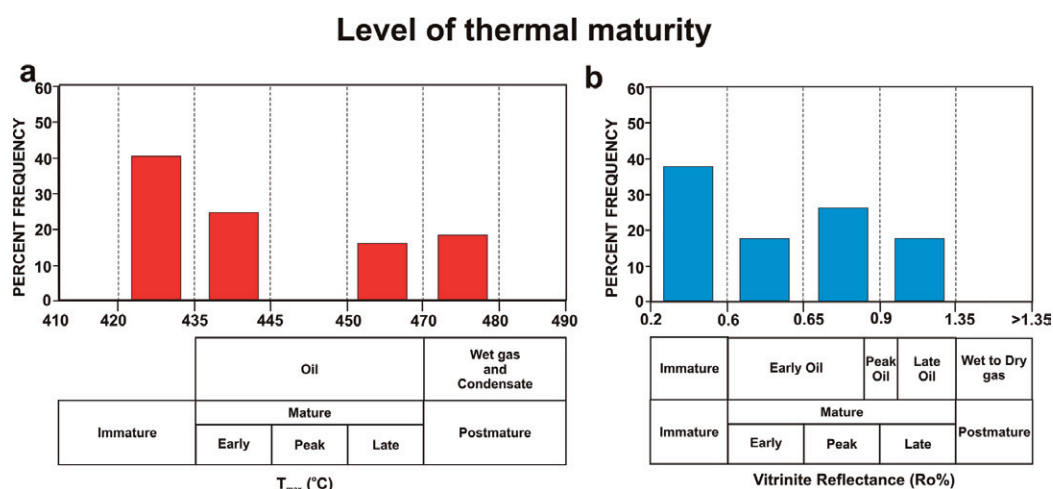 Level of thermal maturity
a
PERCENT FREQUENCY
60
50
40
30
20
10
0
410 420 435 445 450 470 480 490
Oil
Wet gas
and
Condensate
Immature
Mature
Early Peak Late
Postmature
(°C)
b
PERCENT FREQUENCY
60
50
40
30
20
10
0
0.2 0.6 0.65 0.9 1.35 >1.35
Immature
Early Oil
Peak
Oil
Late
Oil
Wet to Dry
gas
Immature
Mature
Early Peak Late
Postmature
Vitrinite Reflectance (Ro%)